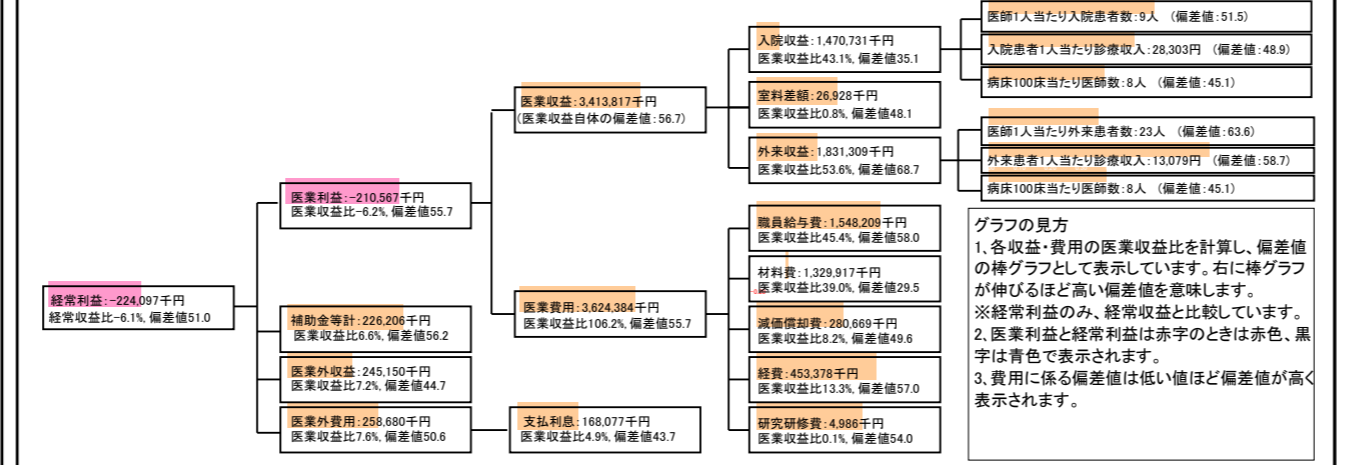 経常利益：-224,097千円
経常収支比-6.1%, 偏差値51.0
医業利益：-210,567千円
医業収益比-6.2%, 偏差値55.7
補助金等計：226,206千円
医業収益比6.6%, 偏差値56.2
医業外収益：245,150千円
医業収益比7.2%, 偏差値44.7
医業外費用：258,680千円
医業収益比7.6%, 偏差値50.6
支払利息：168,077千円
医業収益比4.9%, 偏差値43.7
医業収益：3,413,817千円
（医業収益自体の偏差値：56.7）
医業費用：3,624,384千円
医業収益比106.2%, 偏差値55.7
入院収益：1,470,731千円
医業収益比43.1%, 偏差値35.1
室料差額：26,928千円
医業収益比0.8%, 偏差値48.1
外来収益：1,831,309千円
医業収益比53.6%, 偏差値68.7
職員給与費：1,548,209千円
医業収益比45.4%, 偏差値58.0
材料費：1,329,917千円
医業収益比39.0%, 偏差値29.5
減価償却費：280,669千円
医業収益比8.2%, 偏差値49.6
経費：453,378千円
医業収益比13.3%, 偏差値57.0
研究研修費：4,986千円
医業収益比0.1%, 偏差値54.0
医師1人当たり入院患者数：9人 （偏差値：51.5）
入院患者1人当たり診療収入：28,303円 （偏差値：48.9）
病床100床当たり医師数：8人 （偏差値：45.1）
医師1人当たり外来患者数：23人 （偏差値：63.6）
外来患者1人当たり診療収入：13,079円 （偏差値：58.7）
病床100床当たり医師数：8人 （偏差値：45.1）
グラフの見方
1、各収益・費用の医業収益比を計算し、偏差値
の棒グラフとして表示しています。右に棒グラフ
が伸びるほど高い偏差値を意味します。
※経常利益のみ、経常収益と比較しています。
2、医業利益と経常利益は赤字のときは赤色、黒
字は青色で表示されます。
3、費用に係る偏差値は低い値ほど偏差値が高く
表示されます。